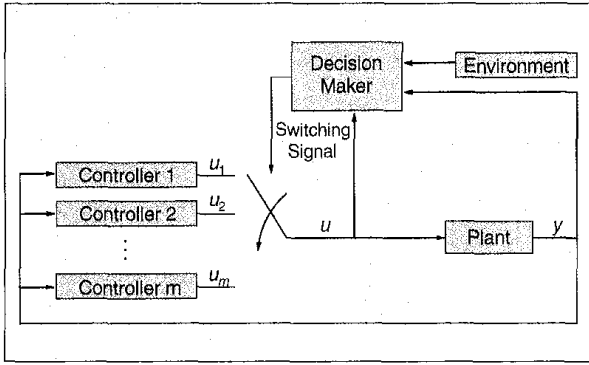 Decision
Maker
Environment
Switching
Signal
Controller 1
u1
Controller 2
u2
⋮
Controller m
um
u
Plant
y